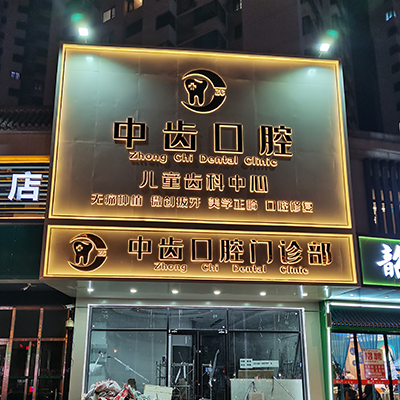 中齿口腔
Zhong Chi Dental Clinic
儿童齿科中心
无痛种植 微创拔牙 美学正畸 口腔修复
中齿口腔门诊部
Zhong Chi Dental Clinic
店
韵